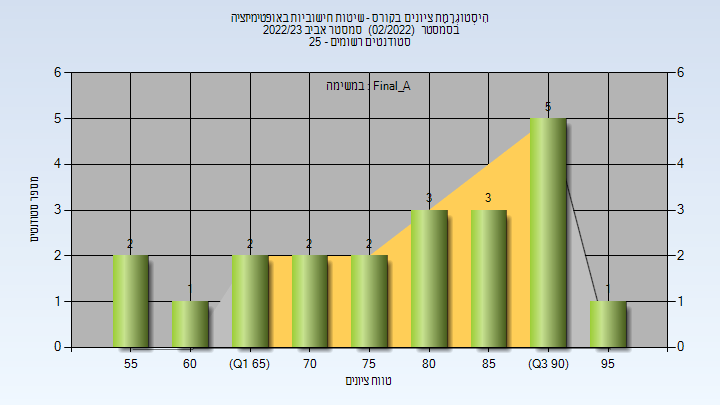 היסטוגרמת ציונים בקורס - שיטות חישוביות באופטימיזציה
בסמסטר (02/2022) סמסטר אביב 2022/23
סטודנטים רשומים - 25
במשימה : Final_A
מספר סטודנטים
6 6
5 5
4 4
3 3
2 2
1 1
0 0
2 1 2 2 2 3 3 5 1
55 60 (Q1 65) 70 75 80 85 (Q3 90) 95
טווח ציונים